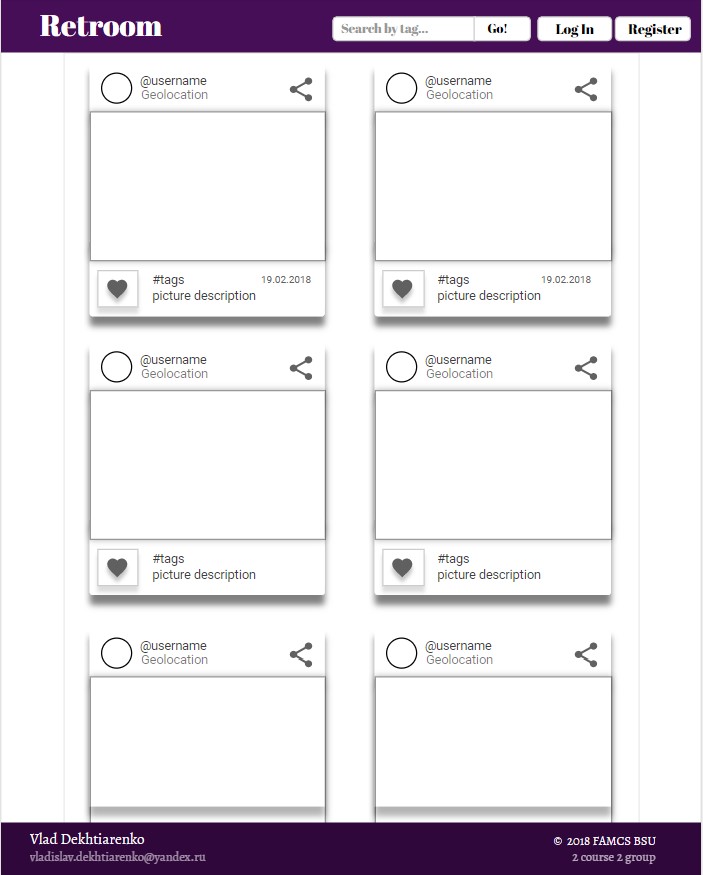 Retroom
Search by tag...
Go!
Log In
Register
@username
Geolocation
@username
Geolocation
#tags
19.02.2018
picture description
#tags
19.02.2018
picture description
@username
Geolocation
@username
Geolocation
#tags
picture description
#tags
picture description
@username
Geolocation
@username
Geolocation
Vlad Dekhtiarenko
vladislav.dekhtiarenko@yandex.ru
© 2018 FAMCS BSU
2 course 2 group